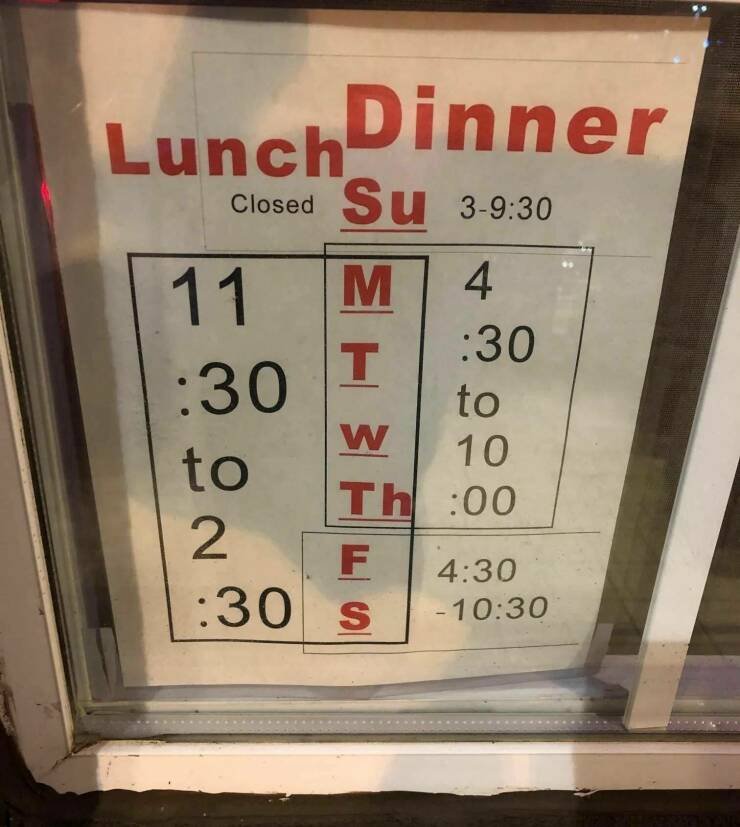 Lunch Dinner
Closed Su 3-9:30
11 M 4
:30 T :30
to W to
2 Th 10
:30 F :00
S 4:30
-10:30